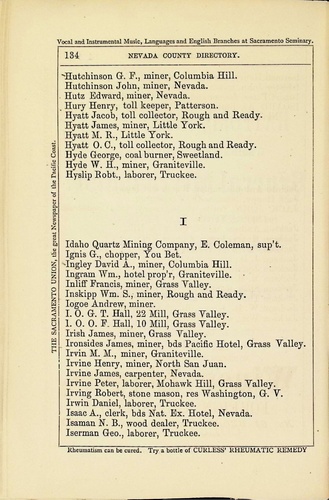 Vocal and Instrumental Music, Languages and English Branches at Sacramento Seminary.
134 NEVADA COUNTY DIRECTORY.
THE SACRAMENTO UNION, the great Newspaper of the Pacific Coast.
Hutchinson G. F., miner, Columbia Hill.
Hutchinson John, miner, Nevada.
Hutz Edward, miner, Nevada.
Hury Henry, toll keeper, Patterson.
Hyatt Jacob, toll collector, Rough and Ready.
Hyatt James, miner, Little York.
Hyatt M. R., Little York.
Hyatt O. C., toll collector, Rough and Ready.
Hyde George, coal burner, Sweetland.
Hyde W. H., miner, Graniteville.
Hyslip Robt., laborer, Truckee.
I
Idaho Quartz Mining Company, E. Coleman, sup't.
Ignis G., chopper, You Bet.
Ingley David A., miner, Columbia Hill.
Ingram Wm., hotel prop'r, Graniteville.
Inliff Francis, miner, Grass Valley.
Inskipp Wm. S., miner, Rough and Ready.
Iogoe Andrew, miner.
I. O. G. T. Hall, 22 Mill, Grass Valley.
I. O. O. F. Hall, 10 Mill, Grass Valley.
Irish James, miner, Grass Valley.
Ironsides James, miner, bds Pacific Hotel, Grass Valley.
Irvin M. M., miner, Graniteville.
Irvine Henry, miner, North San Juan.
Irvine James, carpenter, Nevada.
Irvine Peter, laborer, Mohawk Hill, Grass Valley.
Irving Robert, stone mason, res Washington, G. V.
Irwin Daniel, laborer, Truckee.
Isaac A., clerk, bds Nat. Ex. Hotel, Nevada.
Isaman N. B., wood dealer, Truckee.
Iserman Geo., laborer, Truckee.
Rheumatism can be cured. Try a bottle of CURLESS' RHEUMATIC REMEDY